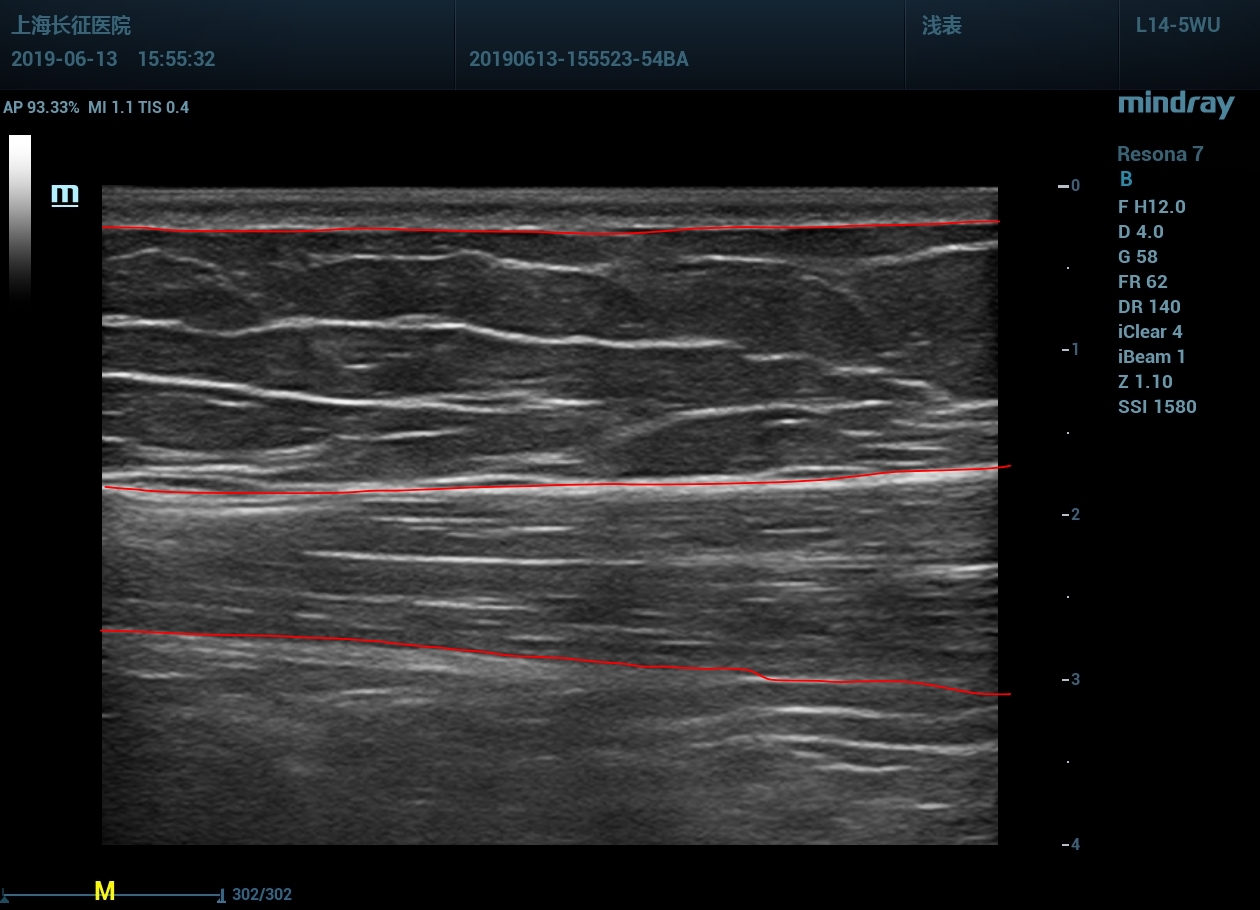 上海长征医院
2019-06-13 15:55:32
20190613-155523-54BA
浅表
L14-5WU
AP 93.33% MI 1.1 TIS 0.4
mindray
m
Resona 7
B
F H12.0
D 4.0
G 58
FR 62
DR 140
iClear 4
iBeam 1
Z 1.10
SSI 1580
0
1
2
3
4
M
302/302